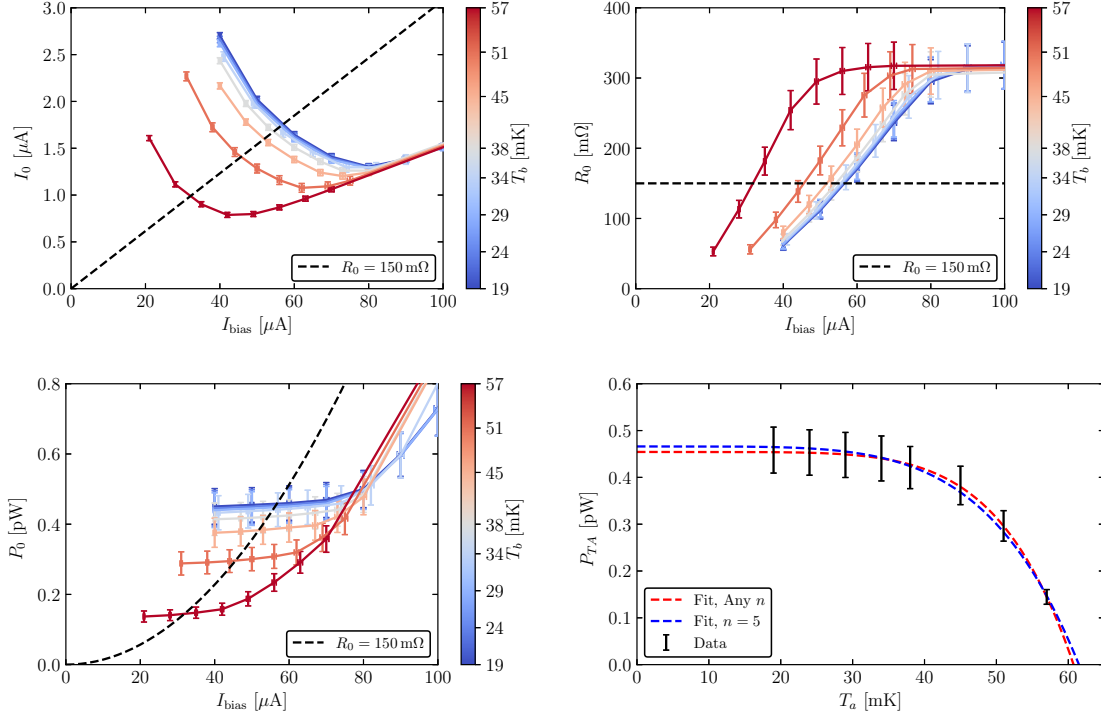 3.0
2.5
2.0
1.5
1.0
0.5
0.0
I₀ [μA]
0 20 40 60 80 100
I_bias [μA]
R₀ = 150 mΩ
57
51
45
38
34
29
24
19
T_b [mK]
400
300
200
100
0
R₀ [mΩ]
0 20 40 60 80 100
I_bias [μA]
R₀ = 150 mΩ
57
51
45
38
34
29
24
19
T_b [mK]
0.8
0.6
0.4
0.2
0.0
P₀ [pW]
0 20 40 60 80 100
I_bias [μA]
R₀ = 150 mΩ
57
51
45
38
34
29
24
19
T_b [mK]
0.6
0.5
0.4
0.3
0.2
0.1
0.0
P_TA [pW]
0 10 20 30 40 50 60
T_a [mK]
Fit, Any n
Fit, n = 5
Data